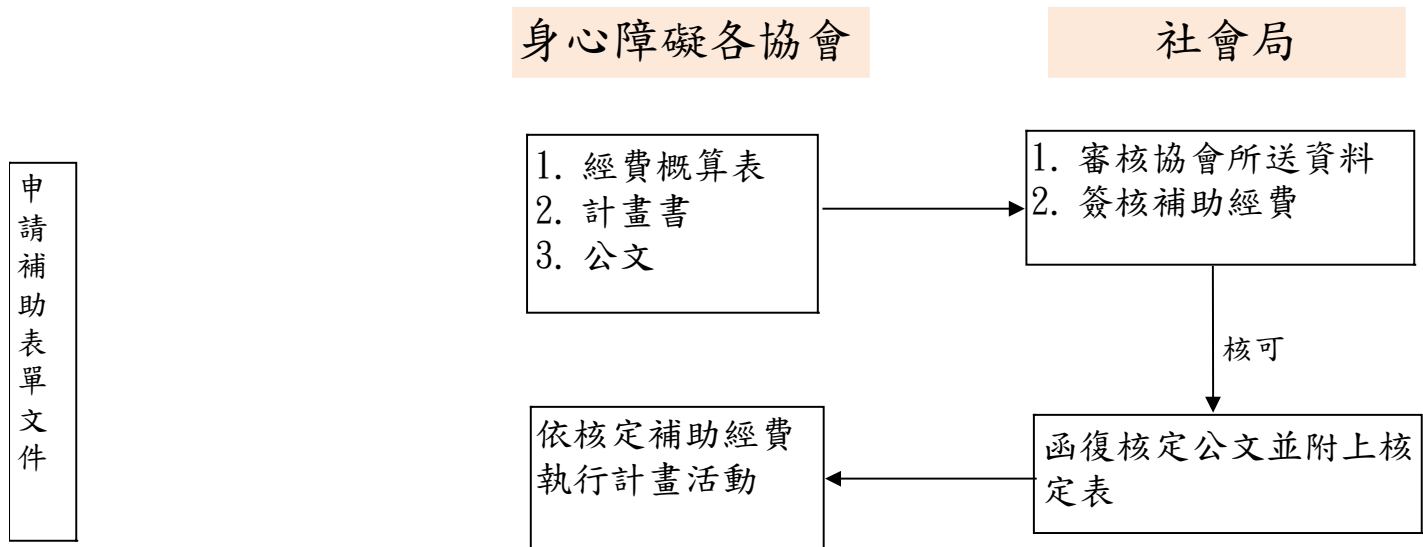 身心障礙各協會
社會局
申請補助表單文件
1. 經費概算表
2. 計畫書
3. 公文
1. 審核協會所送資料
2. 簽核補助經費
核可
函復核定公文並附上核
定表
依核定補助經費
執行計畫活動